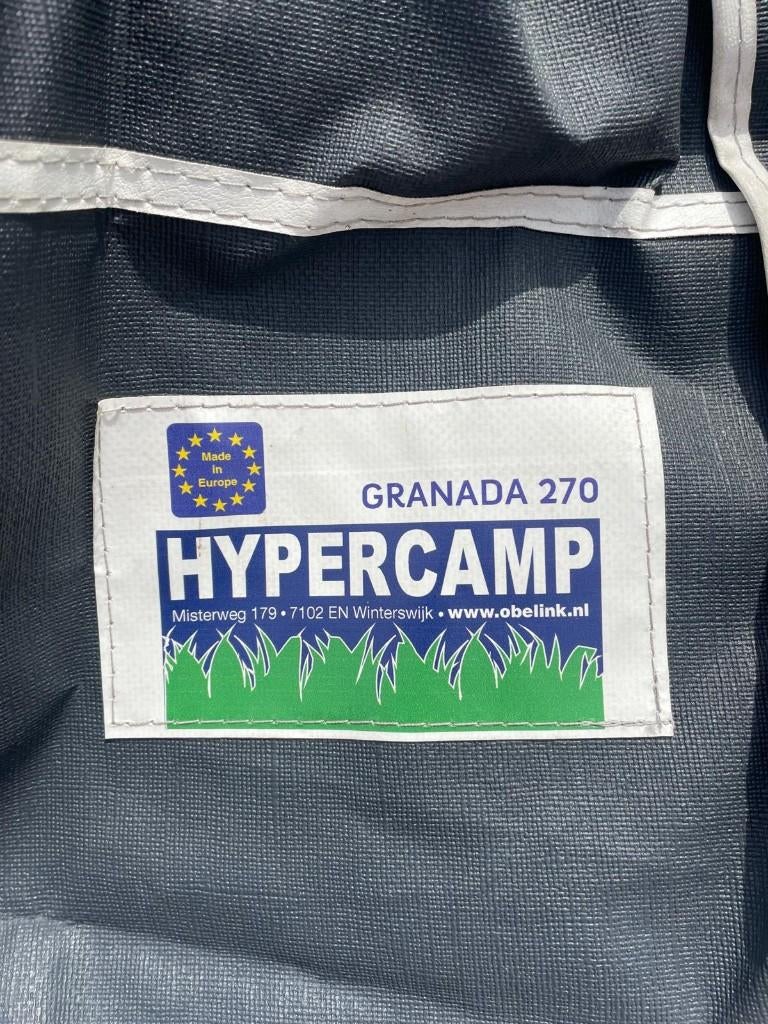 Made
in
Europe
GRANADA 270
HYPERCAMP
Misterweg 179 • 7102 EN Winterswijk • www.obelink.nl